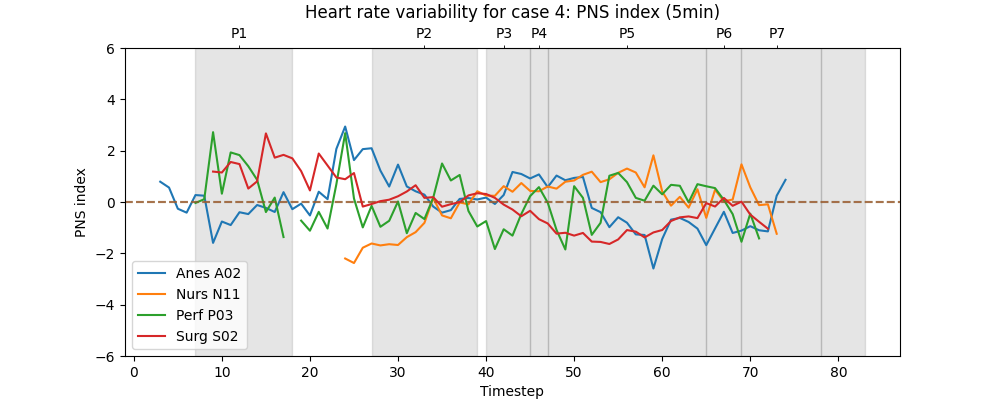 Heart rate variability for case 4: PNS index (5min)
P1 P2 P3 P4 P5 P6 P7
6
4
2
0
−2
−4
−6
PNS index
Anes A02
Nurs N11
Perf P03
Surg S02
0 10 20 30 40 50 60 70 80
Timestep